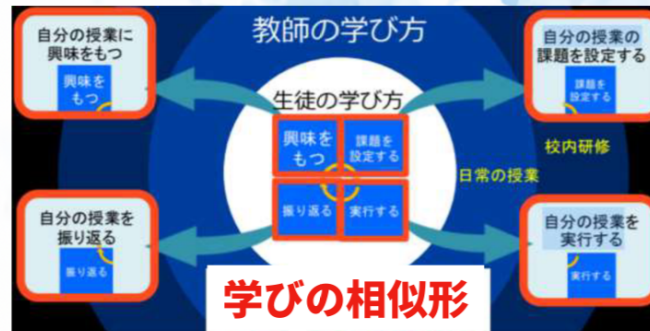 教師の学び方
自分の授業に
興味をもつ
興味を
もつ
自分の授業の
課題を設定する
課題を
設定する
生徒の学び方
興味を
もつ
課題を
設定する
振り返る
実行する
校内研修
日常の授業
自分の授業を
振り返る
振り返る
自分の授業を
実行する
実行する
学びの相似形